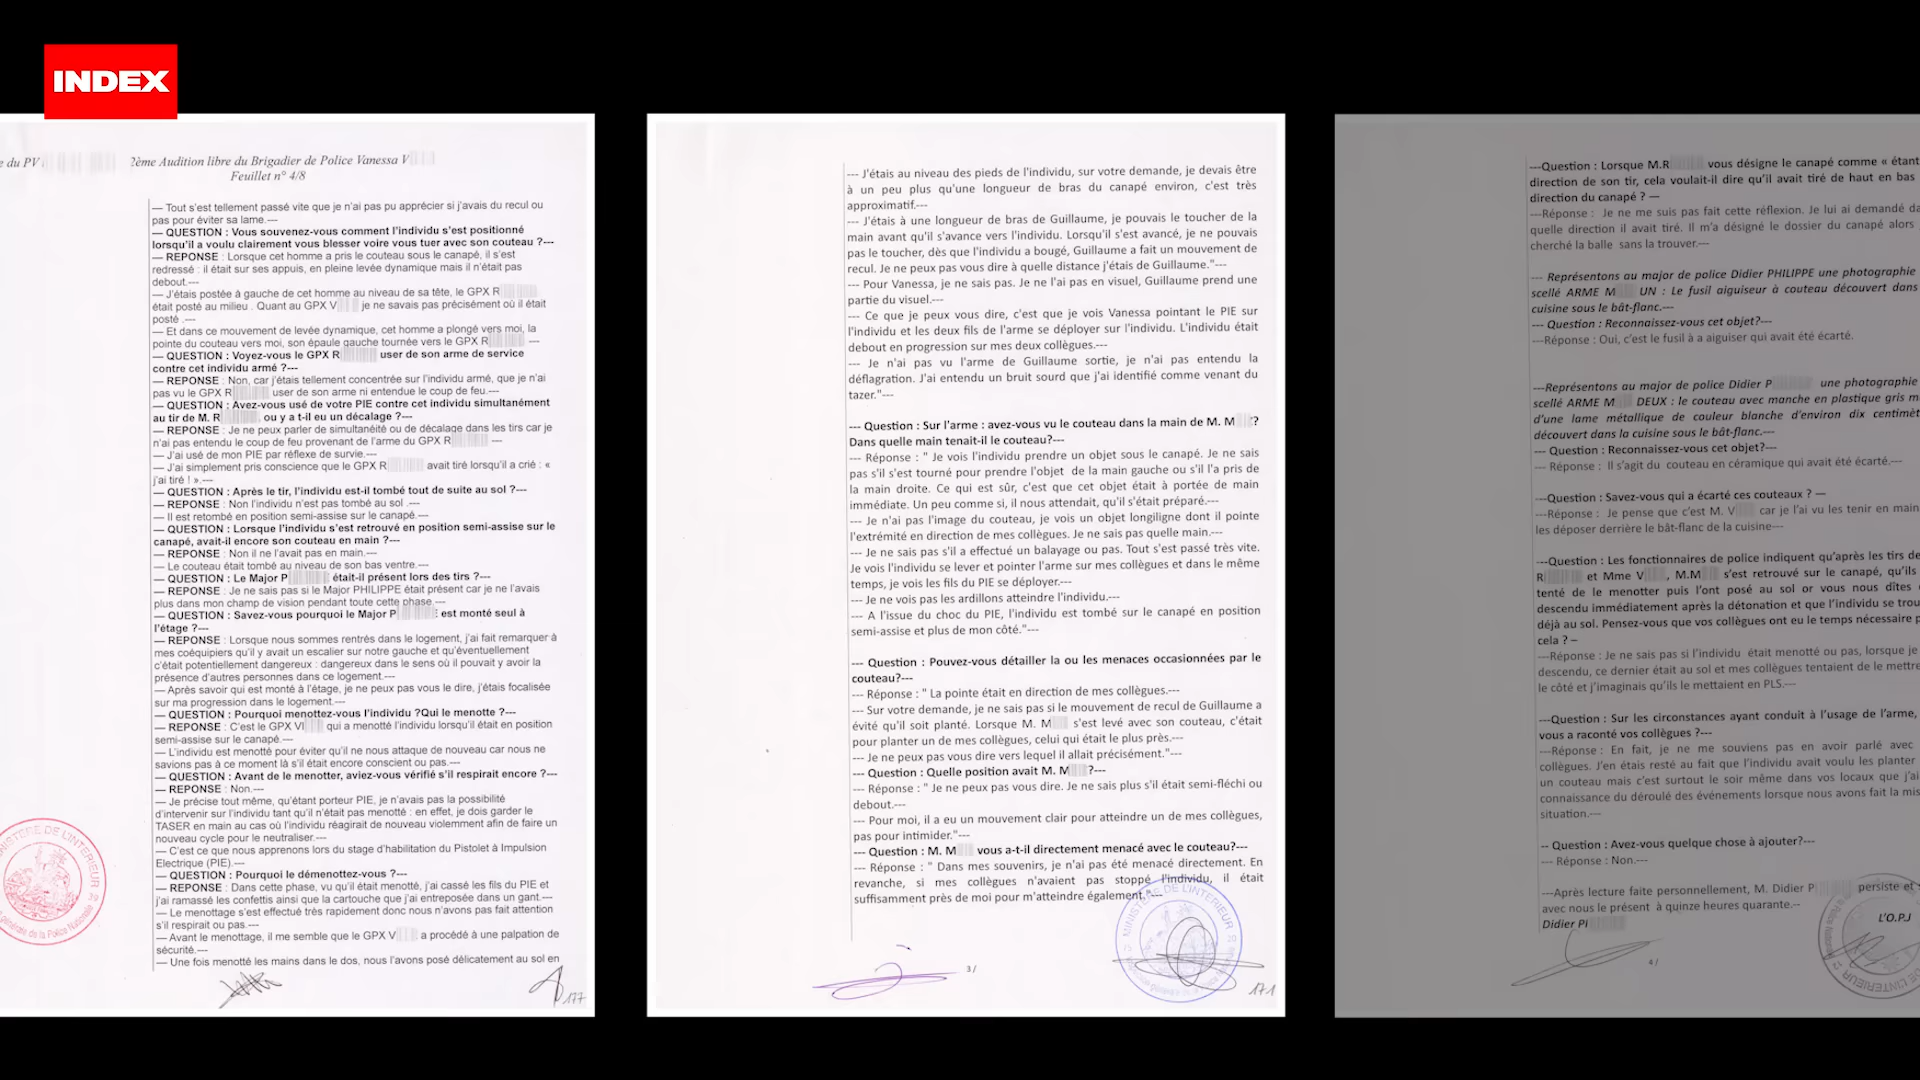 INDEX
e du PV
2ème Audition libre du Brigadier de Police Vanessa V
Feuillet n° 4/8
— Tout s'est tellement passé vite que je n'ai pas pu apprécier si j'avais du recul ou
pas pour éviter sa lame.---
— QUESTION : Vous souvenez-vous comment l'individu s'est positionné
lorsqu'il a voulu clairement vous blesser voire vous tuer avec son couteau ?---
— REPONSE : Lorsque cet homme a pris le couteau sous le canapé, il s'est
redressé : il était sur ses appuis, en pleine levée dynamique mais il n'était pas
debout.---
— J'étais postée à gauche de cet homme au niveau de sa tête, le GPX R
était posté au milieu . Quant au GPX V je ne savais pas précisément où il était
posté .---
— Et dans ce mouvement de levée dynamique, cet homme a plongé vers moi, la
pointe du couteau vers moi, son épaule gauche tournée vers le GPX R ---
— QUESTION : Voyez-vous le GPX R user de son arme de service
contre cet individu armé ?---
— REPONSE : Non, car j'étais tellement concentrée sur l'individu armé, que je n'ai
pas vu le GPX R user de son arme ni entendue le coup de feu.---
— QUESTION : Avez-vous usé de votre PIE contre cet individu simultanément
au tir de M. R ou y a t-il eu un décalage ?---
— REPONSE : Je ne peux parler de simultanéité ou de décalage dans les tirs car je
n'ai pas entendu le coup de feu provenant de l'arme du GPX R ---
— J'ai usé de mon PIE par réflexe de survie.---
— J'ai simplement pris conscience que le GPX R avait tiré lorsqu'il a crié : «
j'ai tiré ! ».---
— QUESTION : Après le tir, l'individu est-il tombé tout de suite au sol ?---
— REPONSE : Non l'individu n'est pas tombé au sol .---
— Il est retombé en position semi-assise sur le canapé.---
— QUESTION : Lorsque l'individu s'est retrouvé en position semi-assise sur le
canapé, avait-il encore son couteau en main ?---
— REPONSE : Non il ne l'avait pas en main.---
— Le couteau était tombé au niveau de son bas ventre.---
— QUESTION : Le Major P était-il présent lors des tirs ?---
— REPONSE : Je ne sais pas si le Major PHILIPPE était présent car je ne l'avais
plus dans mon champ de vision pendant toute cette phase.---
— QUESTION : Savez-vous pourquoi le Major P est monté seul à
l'étage ?---
— REPONSE : Lorsque nous sommes rentrés dans le logement, j'ai fait remarquer à
mes coéquipiers qu'il y avait un escalier sur notre gauche et qu'éventuellement
c'était potentiellement dangereux : dangereux dans le sens où il pouvait y avoir la
présence d'autres personnes dans ce logement.---
— Après savoir qui est monté à l'étage, je ne peux pas vous le dire, j'étais focalisée
sur ma progression dans le logement.---
— QUESTION : Pourquoi menottez-vous l'individu ?Qui le menotte ?---
— REPONSE : C'est le GPX VI qui a menotté l'individu lorsqu'il était en position
semi-assise sur le canapé.---
— L'individu est menotté pour éviter qu'il ne nous attaque de nouveau car nous ne
savions pas à ce moment là s'il était encore conscient ou pas.---
— QUESTION : Avant de le menotter, aviez-vous vérifié s'il respirait encore ?---
— REPONSE : Non.---
— Je précise tout même, qu'étant porteur PIE, je n'avais pas la possibilité
d'intervenir sur l'individu tant qu'il n'était pas menotté : en effet, je dois garder le
TASER en main au cas où l'individu réagirait de nouveau violemment afin de faire un
nouveau cycle pour le neutraliser.---
— C'est ce que nous apprenons lors du stage d'habilitation du Pistolet à Impulsion
Electrique (PIE).---
— QUESTION : Pourquoi le démenottez-vous ?---
— REPONSE : Dans cette phase, vu qu'il était menotté, j'ai cassé les fils du PIE et
j'ai ramassé les confettis ainsi que la cartouche que j'ai entreposée dans un gant.---
— Le menottage s'est effectué très rapidement donc nous n'avons pas fait attention
s'il respirait ou pas.---
— Avant le menottage, il me semble que le GPX V a procédé à une palpation de
sécurité.---
— Une fois menotté les mains dans le dos, nous l'avons posé délicatement au sol en
MINISTERE DE L'INTERIEUR
générale de la Police Nationale
177
--- J'étais au niveau des pieds de l'individu, sur votre demande, je devais être
à un peu plus qu'une longueur de bras du canapé environ, c'est très
approximatif.---
--- J'étais à une longueur de bras de Guillaume, je pouvais le toucher de la
main avant qu'il s'avance vers l'individu. Lorsqu'il s'est avancé, je ne pouvais
pas le toucher, dès que l'individu a bougé, Guillaume a fait un mouvement de
recul. Je ne peux pas vous dire à quelle distance j'étais de Guillaume."---
--- Pour Vanessa, je ne sais pas. Je ne l'ai pas en visuel, Guillaume prend une
partie du visuel.---
--- Ce que je peux vous dire, c'est que je vois Vanessa pointant le PIE sur
l'individu et les deux fils de l'arme se déployer sur l'individu. L'individu était
debout en progression sur mes deux collègues.---
--- Je n'ai pas vu l'arme de Guillaume sortie, je n'ai pas entendu la
déflagration. J'ai entendu un bruit sourd que j'ai identifié comme venant du
tazer."---
--- Question : Sur l'arme : avez-vous vu le couteau dans la main de M. M ?
Dans quelle main tenait-il le couteau?---
--- Réponse : " Je vois l'individu prendre un objet sous le canapé. Je ne sais
pas s'il s'est tourné pour prendre l'objet de la main gauche ou s'il l'a pris de
la main droite. Ce qui est sûr, c'est que cet objet était à portée de main
immédiate. Un peu comme si, il nous attendait, qu'il s'était préparé.---
--- Je n'ai pas l'image du couteau, je vois un objet longiligne dont il pointe
l'extrémité en direction de mes collègues. Je ne sais pas quelle main.---
--- Je ne sais pas s'il a effectué un balayage ou pas. Tout s'est passé très vite.
Je vois l'individu se lever et pointer l'arme sur mes collègues et dans le même
temps, je vois les fils du PIE se déployer.---
--- Je ne vois pas les ardillons atteindre l'individu.---
--- A l'issue du choc du PIE, l'individu est tombé sur le canapé en position
semi-assise et plus de mon côté."---
--- Question : Pouvez-vous détailler la ou les menaces occasionnées par le
couteau?---
--- Réponse : " La pointe était en direction de mes collègues.---
--- Sur votre demande, je ne sais pas si le mouvement de recul de Guillaume a
évité qu'il soit planté. Lorsque M. M s'est levé avec son couteau, c'était
pour planter un de mes collègues, celui qui était le plus près.---
--- Je ne peux pas vous dire vers lequel il allait précisément."---
--- Question : Quelle position avait M. M ?---
--- Réponse : " Je ne peux pas vous dire. Je ne sais plus s'il était semi-fléchi ou
debout.---
--- Pour moi, il a eu un mouvement clair pour atteindre un de mes collègues,
pas pour intimider."---
--- Question : M. M vous a-t-il directement menacé avec le couteau?---
--- Réponse : " Dans mes souvenirs, je n'ai pas été menacé directement. En
revanche, si mes collègues n'avaient pas stoppé l'individu, il était
suffisamment près de moi pour m'atteindre également."---
MINISTERE DE L'INTERIEUR
3/
171
---Question : Lorsque M.R vous désigne le canapé comme « étant
direction de son tir, cela voulait-il dire qu'il avait tiré de haut en bas
direction du canapé ? —
---Réponse : Je ne me suis pas fait cette réflexion. Je lui ai demandé da
quelle direction il avait tiré. Il m'a désigné le dossier du canapé alors
cherché la balle sans la trouver.---
--- Représentons au major de police Didier PHILIPPE une photographie
scellé ARME M UN : Le fusil aiguiseur à couteau découvert dans
cuisine sous le bât-flanc.---
--- Question : Reconnaissez-vous cet objet?---
---Réponse : Oui, c'est le fusil à a aiguiser qui avait été écarté.
---Représentons au major de police Didier P une photographie
scellé ARME M DEUX : le couteau avec manche en plastique gris m
d'une lame métallique de couleur blanche d'environ dix centimèt
découvert dans la cuisine sous le bât-flanc.---
--- Question : Reconnaissez-vous cet objet?---
--- Réponse : Il s'agit du couteau en céramique qui avait été écarté.---
---Question : Savez-vous qui a écarté ces couteaux ? —
---Réponse : Je pense que c'est M. V car je l'ai vu les tenir en main
les déposer derrière le bât-flanc de la cuisine---
---Question : Les fonctionnaires de police indiquent qu'après les tirs de
R et Mme V , M.M s'est retrouvé sur le canapé, qu'ils
tenté de le menotter puis l'ont posé au sol or vous nous dîtes
descendu immédiatement après la détonation et que l'individu se trou
déjà au sol. Pensez-vous que vos collègues ont eu le temps nécessaire p
cela ? –
---Réponse : Je ne sais pas si l'individu était menotté ou pas, lorsque je
descendu, ce dernier était au sol et mes collègues tentaient de le mettre
le côté et j'imaginais qu'ils le mettaient en PLS.---
---Question : Sur les circonstances ayant conduit à l'usage de l'arme,
vous a raconté vos collègues ?---
---Réponse : En fait, je ne me souviens pas en avoir parlé avec
collègues. J'en étais resté au fait que l'individu avait voulu les planter
un couteau mais c'est surtout le soir même dans vos locaux que j'ai
connaissance du déroulé des événements lorsque nous avons fait la mis
situation.---
-- Question : Avez-vous quelque chose à ajouter?---
--- Réponse : Non.---
---Après lecture faite personnellement, M. Didier P persiste et
avec nous le présent à quinze heures quarante.--
Didier Pi
L'O.P.J
4/